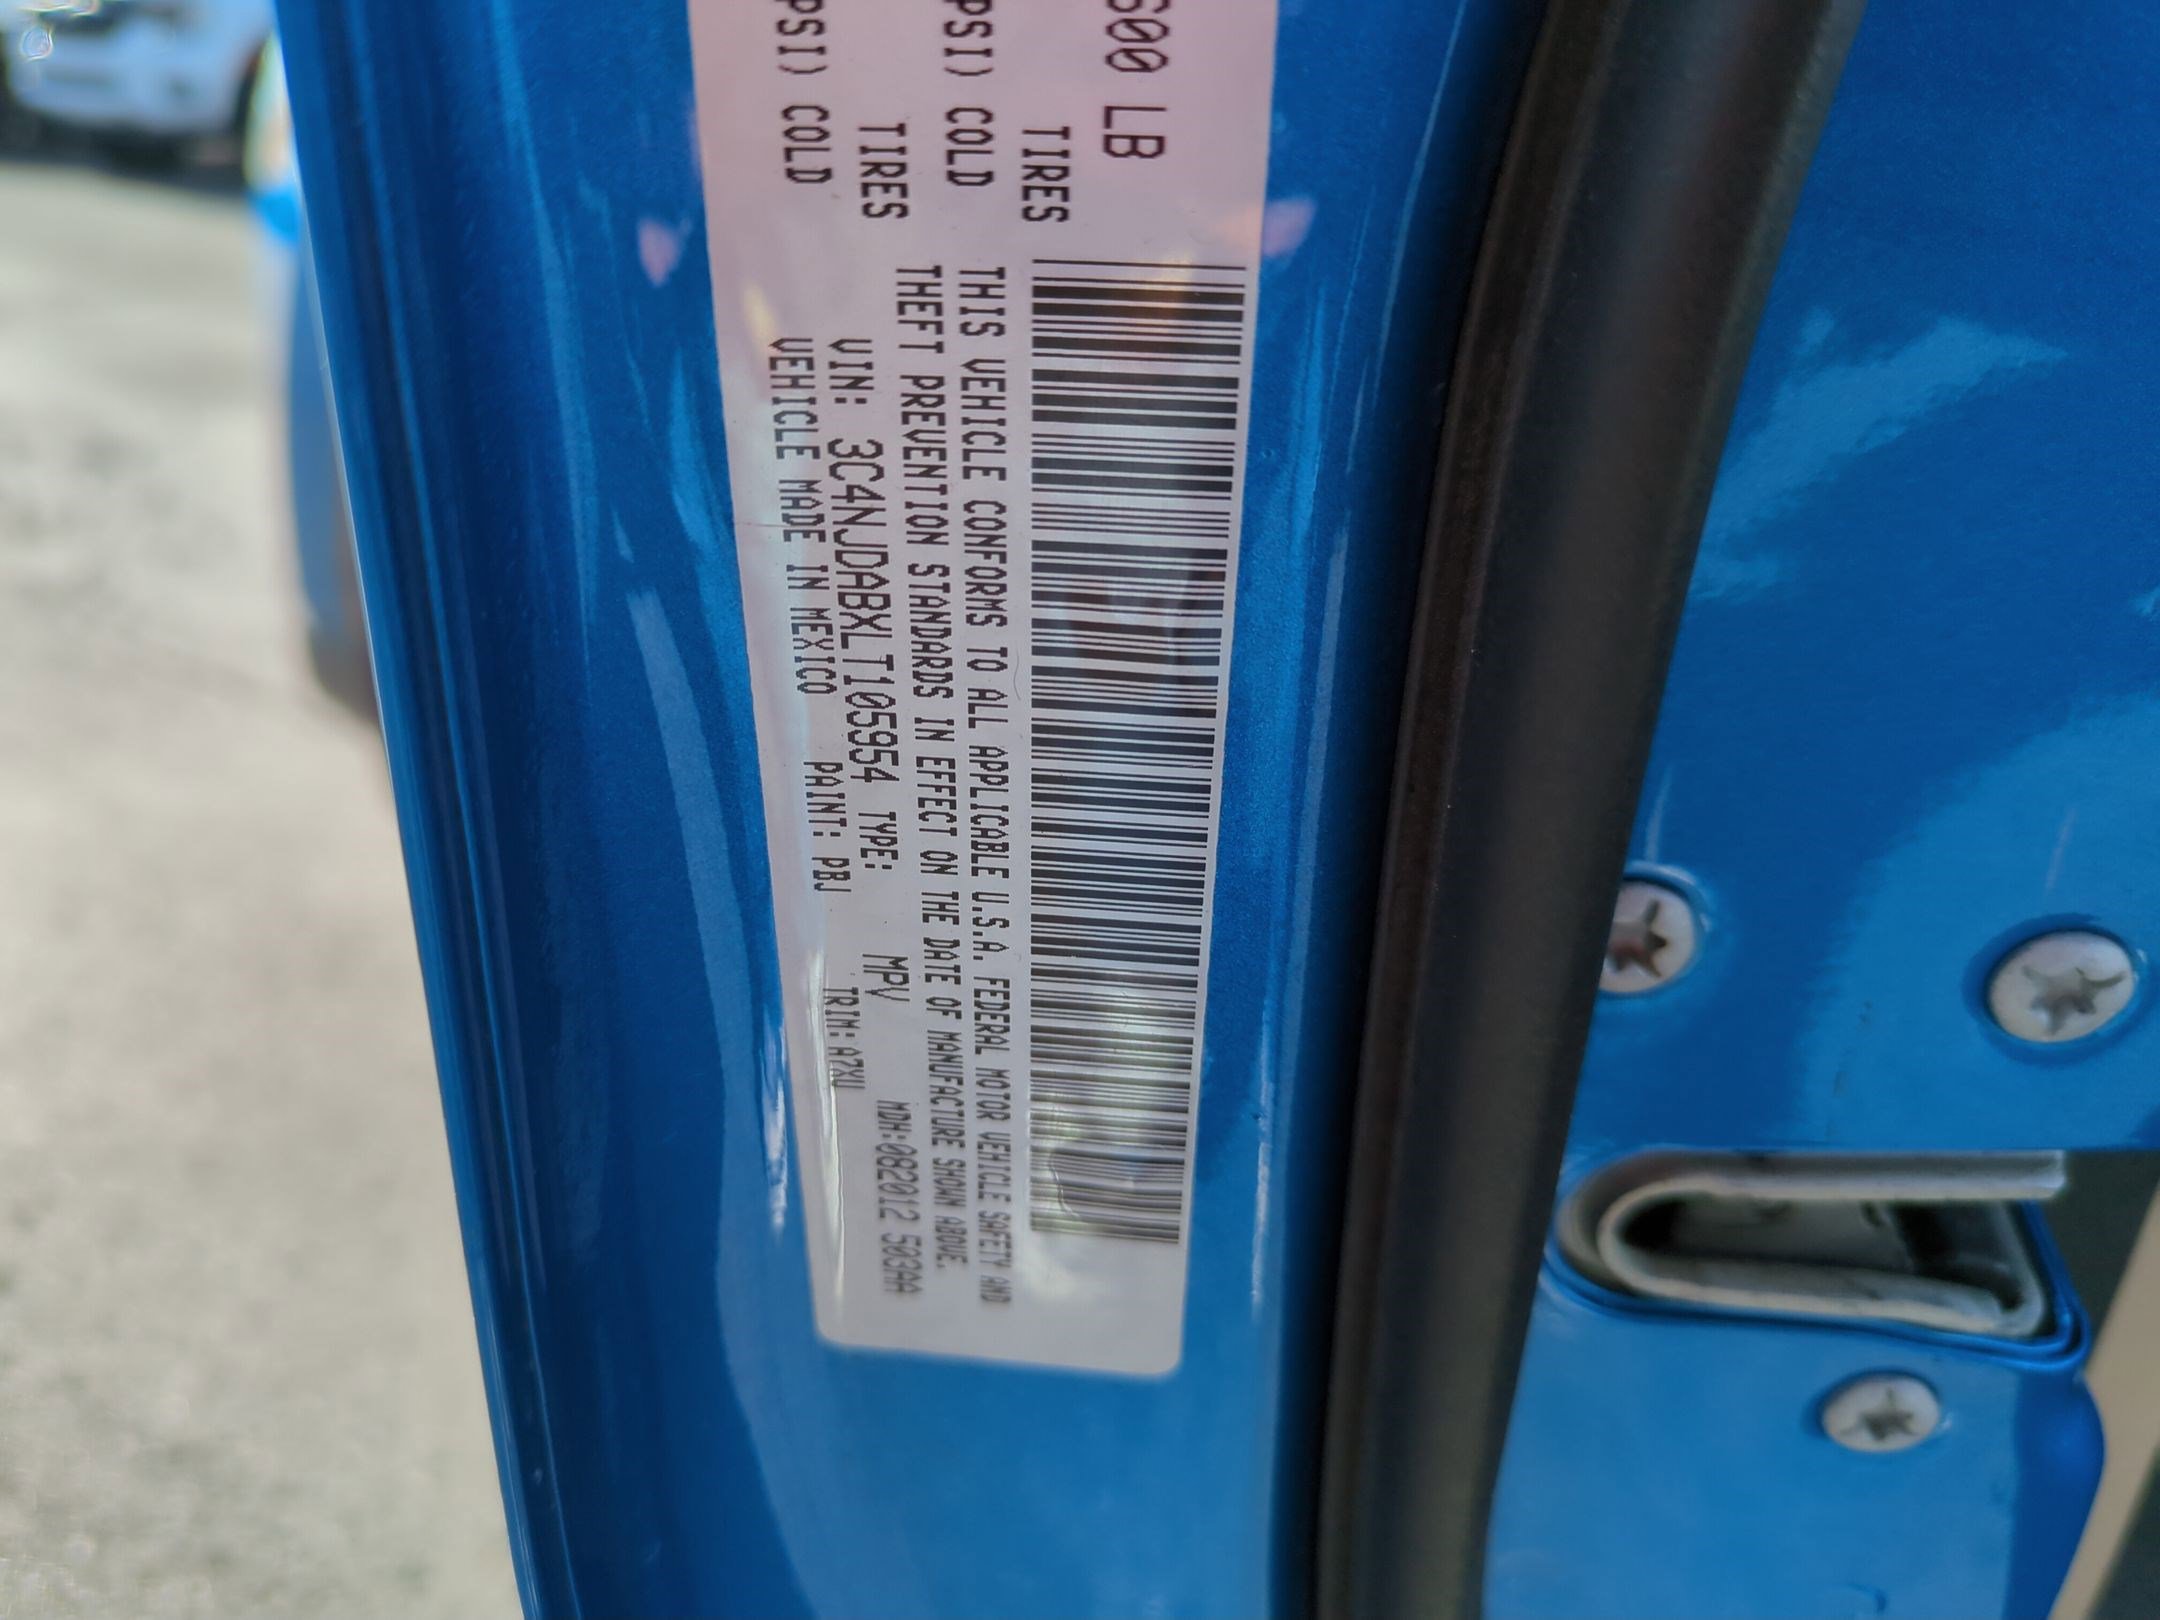 600 LB
TIRES
PSI) COLD
TIRES
PSI) COLD
THIS VEHICLE CONFORMS TO ALL APPLICABLE U.S.A. FEDERAL MOTOR VEHICLE SAFETY AND
THEFT PREVENTION STANDARDS IN EFFECT ON THE DATE OF MANUFACTURE SHOWN ABOVE.
VIN: 3C4NJDABXLT105954 TYPE: MPV MDH:082012 503AA
VEHICLE MADE IN MEXICO PAINT: PBJ TRIM: